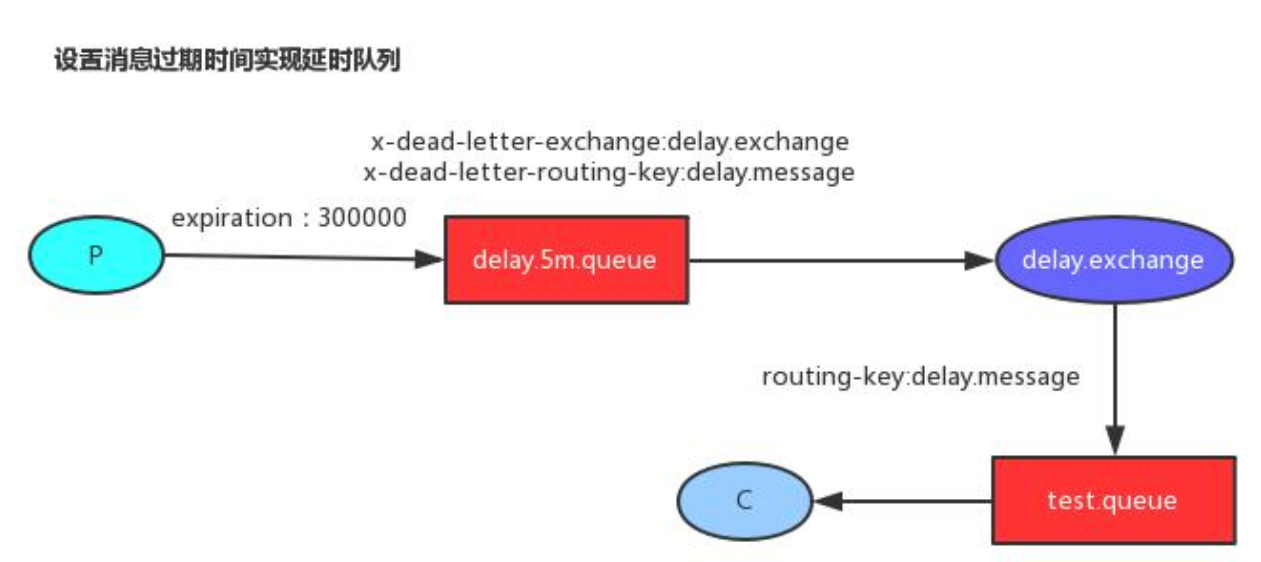 设置消息过期时间实现延时队列
x-dead-letter-exchange:delay.exchange
x-dead-letter-routing-key:delay.message
expiration：300000
P
delay.5m.queue
delay.exchange
routing-key:delay.message
C
test.queue